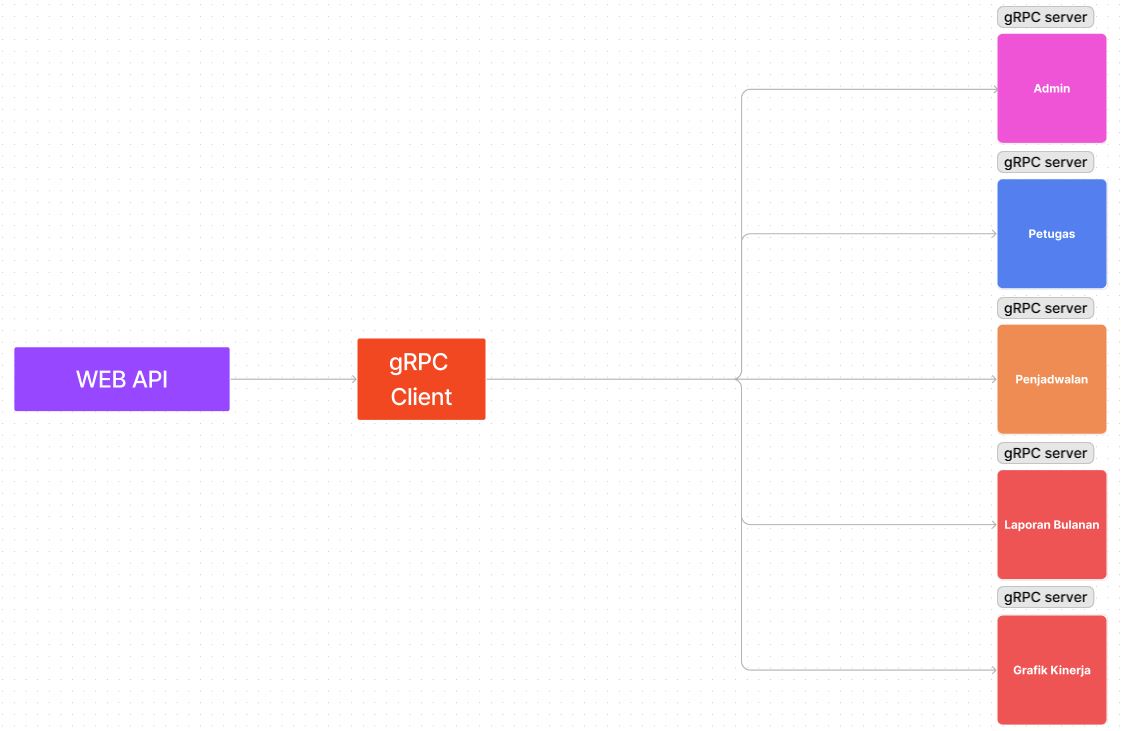 WEB API
gRPC
Client
gRPC server
Admin
gRPC server
Petugas
gRPC server
Penjadwalan
gRPC server
Laporan Bulanan
gRPC server
Grafik Kinerja